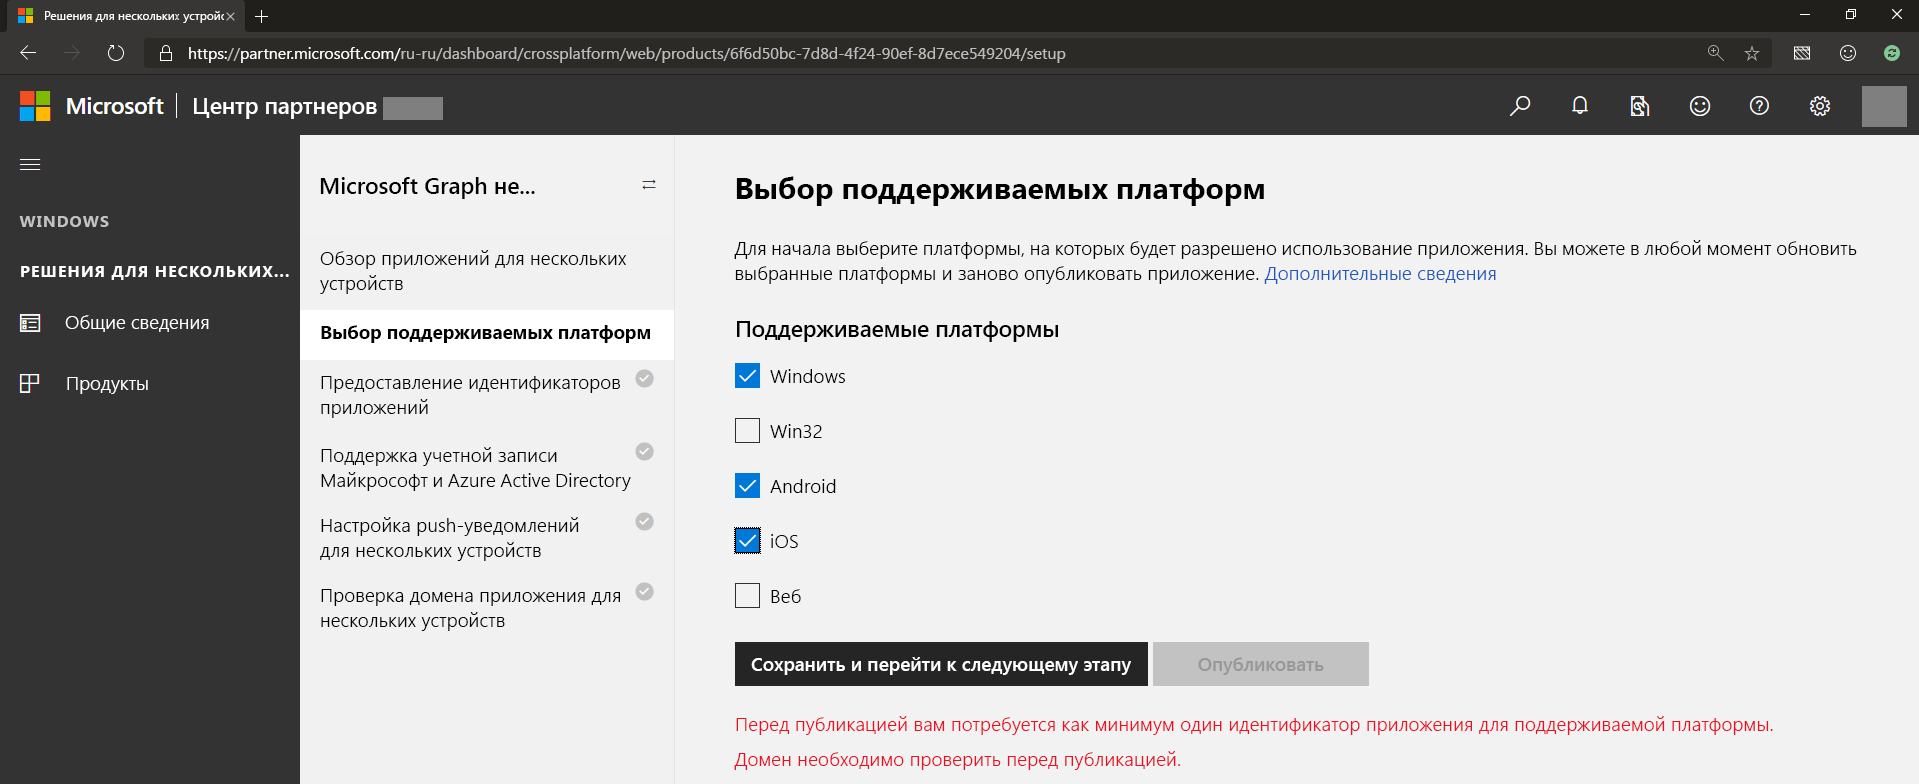 Решения для нескольких устройс
https://partner.microsoft.com/ru-ru/dashboard/crossplatform/web/products/6f6d50bc-7d8d-4f24-90ef-8d7ece549204/setup
Microsoft | Центр партнеров
WINDOWS
РЕШЕНИЯ ДЛЯ НЕСКОЛЬКИХ...
Общие сведения
Продукты
Microsoft Graph не...
Обзор приложений для нескольких
устройств
Выбор поддерживаемых платформ
Предоставление идентификаторов
приложений
Поддержка учетной записи
Майкрософт и Azure Active Directory
Настройка push-уведомлений
для нескольких устройств
Проверка домена приложения для
нескольких устройств
Выбор поддерживаемых платформ
Для начала выберите платформы, на которых будет разрешено использование приложения. Вы можете в любой момент обновить
выбранные платформы и заново опубликовать приложение. Дополнительные сведения
Поддерживаемые платформы
Windows
Win32
Android
iOS
Веб
Сохранить и перейти к следующему этапу
Опубликовать
Перед публикацией вам потребуется как минимум один идентификатор приложения для поддерживаемой платформы.
Домен необходимо проверить перед публикацией.